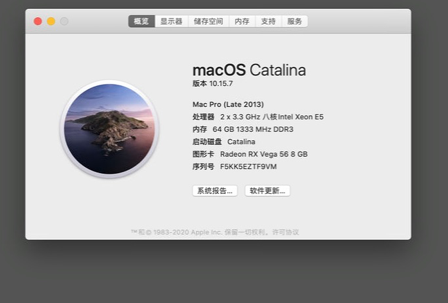 概览 显示器 储存空间 内存 支持 服务
macOS Catalina
版本 10.15.7
Mac Pro (Late 2013)
处理器 2 x 3.3 GHz 八核Intel Xeon E5
内存 64 GB 1333 MHz DDR3
启动磁盘 Catalina
图形卡 Radeon RX Vega 56 8 GB
序列号 F5KK5EZTF9VM
系统报告... 软件更新...
™和© 1983-2020 Apple Inc. 保留一切权利。许可协议